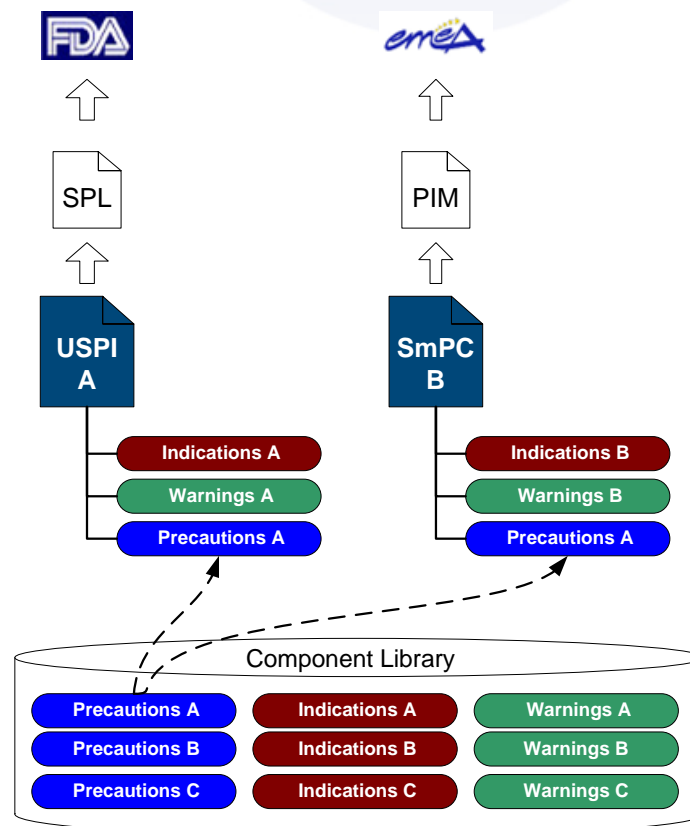 FDA
emeA
SPL
PIM
USPI
A
SmPC
B
Indications A
Indications B
Warnings A
Warnings B
Precautions A
Precautions A
Component Library
Precautions A
Indications A
Warnings A
Precautions B
Indications B
Warnings B
Precautions C
Indications C
Warnings C